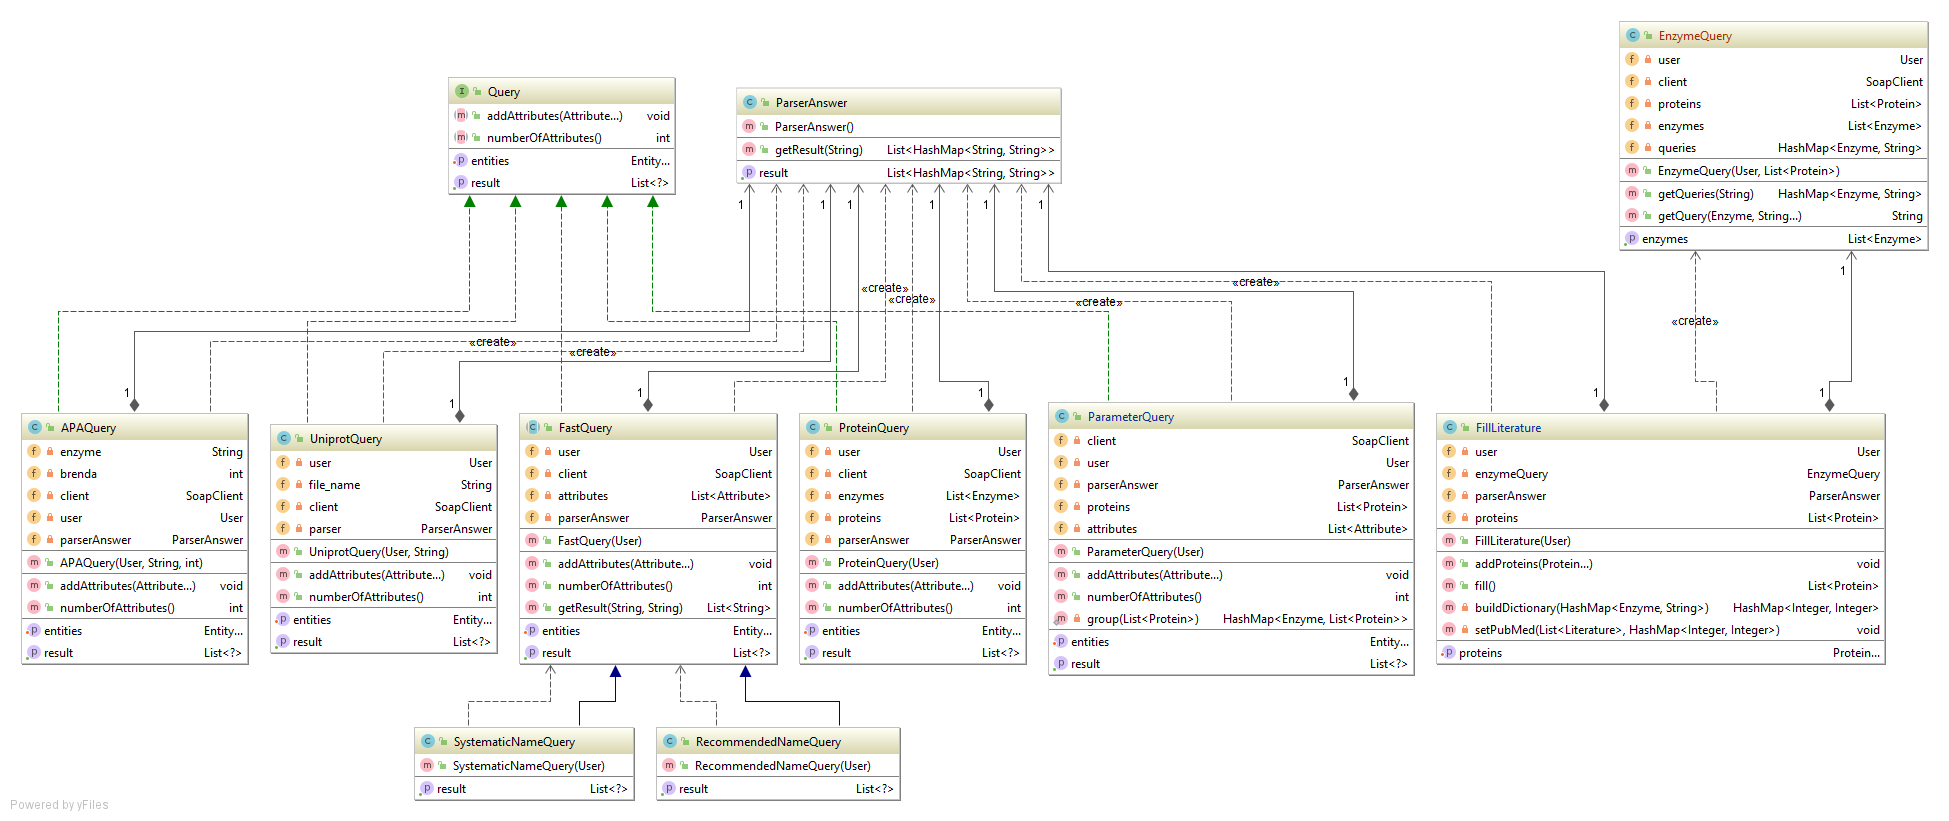 Query
addAttributes(Attribute...) void
numberOfAttributes() int
entities Entity...
result List<?>
ParserAnswer
ParserAnswer()
getResult(String) List<HashMap<String, String>>
result List<HashMap<String, String>>
EnzymeQuery
user User
client SoapClient
proteins List<Protein>
enzymes List<Enzyme>
queries HashMap<Enzyme, String>
EnzymeQuery(User, List<Protein>)
getQueries(String) HashMap<Enzyme, String>
getQuery(Enzyme, String...) String
enzymes List<Enzyme>
1 1 1 1 1 1
1
«create»
«create»
«create»
«create»
«create»
«create»
«create»
1 1 1 1 1 1 1
APAQuery
enzyme String
brenda int
client SoapClient
user User
parserAnswer ParserAnswer
APAQuery(User, String, int)
addAttributes(Attribute...) void
numberOfAttributes() int
entities Entity...
result List<?>
UniprotQuery
user User
file_name String
client SoapClient
parser ParserAnswer
UniprotQuery(User, String)
addAttributes(Attribute...) void
numberOfAttributes() int
entities Entity...
result List<?>
FastQuery
user User
client SoapClient
attributes List<Attribute>
parserAnswer ParserAnswer
FastQuery(User)
addAttributes(Attribute...) void
numberOfAttributes() int
getResult(String, String) List<String>
entities Entity...
result List<?>
ProteinQuery
user User
client SoapClient
enzymes List<Enzyme>
proteins List<Protein>
parserAnswer ParserAnswer
ProteinQuery(User)
addAttributes(Attribute...) void
numberOfAttributes() int
entities Entity...
result List<?>
ParameterQuery
client SoapClient
user User
parserAnswer ParserAnswer
proteins List<Protein>
attributes List<Attribute>
ParameterQuery(User)
addAttributes(Attribute...) void
numberOfAttributes() int
group(List<Protein>) HashMap<Enzyme, List<Protein>>
entities Entity...
result List<?>
FillLiterature
user User
enzymeQuery EnzymeQuery
parserAnswer ParserAnswer
proteins List<Protein>
FillLiterature(User)
addProteins(Protein...) void
fill() List<Protein>
buildDictionary(HashMap<Enzyme, String>) HashMap<Integer, Integer>
setPubMed(List<Literature>, HashMap<Integer, Integer>) void
proteins Protein...
SystematicNameQuery
SystematicNameQuery(User)
result List<?>
RecommendedNameQuery
RecommendedNameQuery(User)
result List<?>
Powered by yFiles